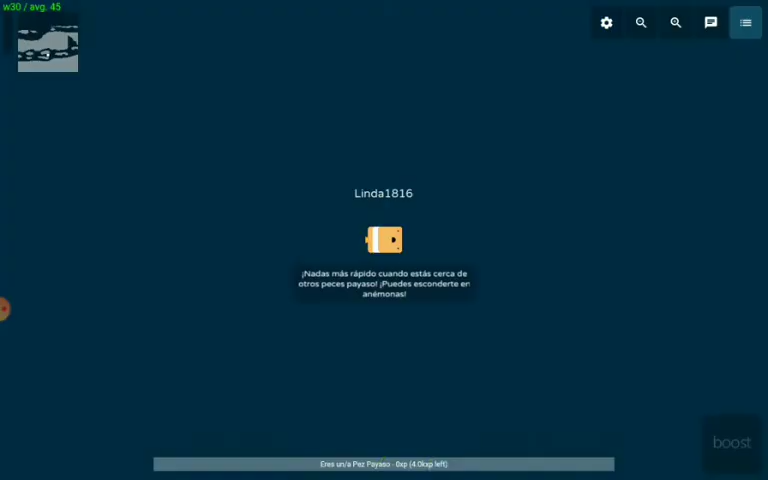 w30 / avg. 45
Linda1816
¡Nadas más rápido cuando estás cerca de
otros peces payaso! ¡Puedes esconderte en
anémonas!
boost
Eres un/a Pez Payaso - 0xp (4.0kxp left)